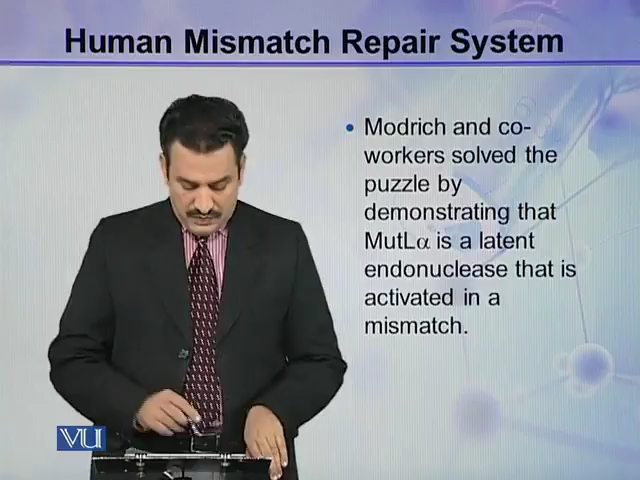 Human Mismatch Repair System
• Modrich and co-
workers solved the
puzzle by
demonstrating that
MutLα is a latent
endonuclease that is
activated in a
mismatch.
VU